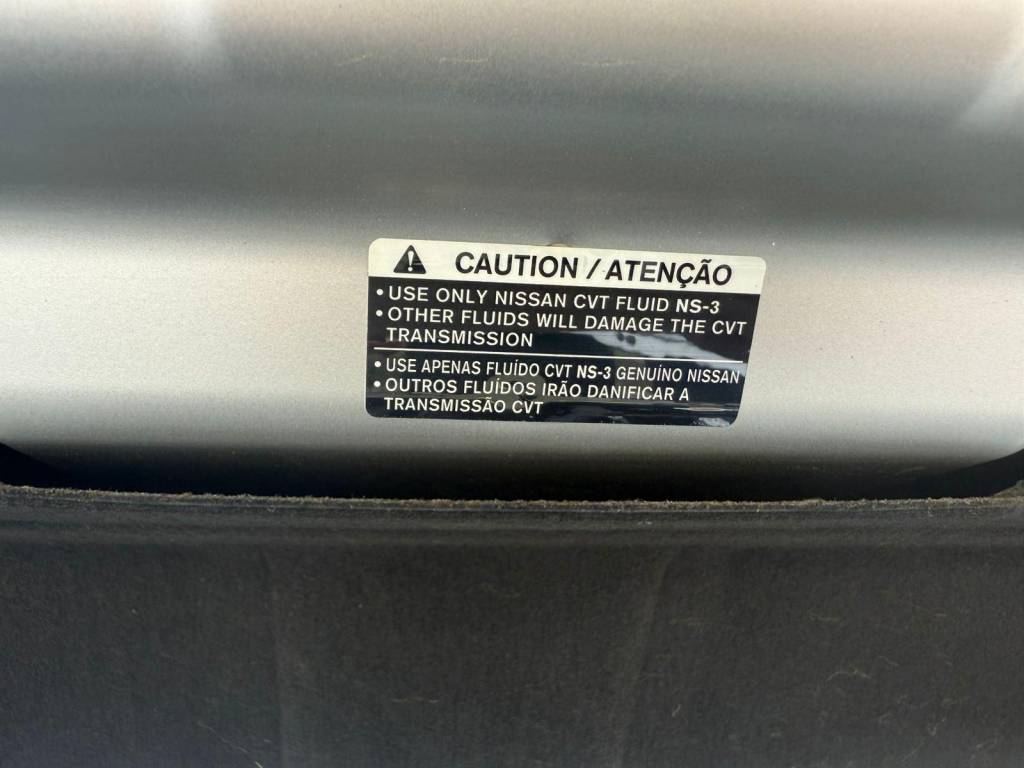 CAUTION / ATENÇÃO
• USE ONLY NISSAN CVT FLUID NS-3
• OTHER FLUIDS WILL DAMAGE THE CVT
TRANSMISSION
• USE APENAS FLUÍDO CVT NS-3 GENUÍNO NISSAN
• OUTROS FLUÍDOS IRÃO DANIFICAR A
TRANSMISSÃO CVT